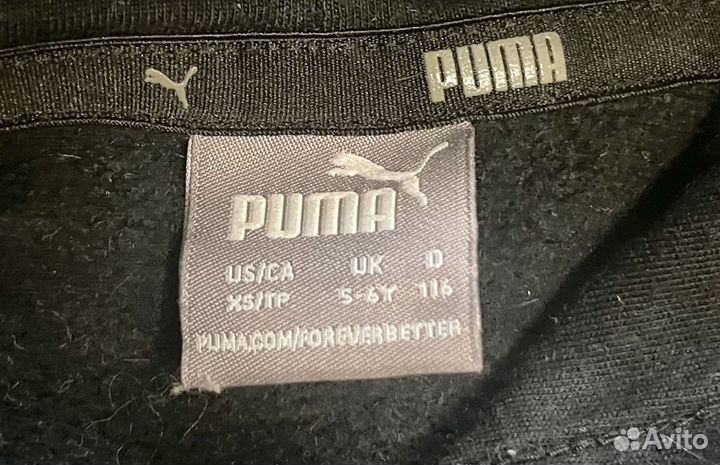 PUMA
PUMA
US/CA UK D
XS/TP 5-6Y 116
PUMA.COM/FOREVERBETTER
Avito